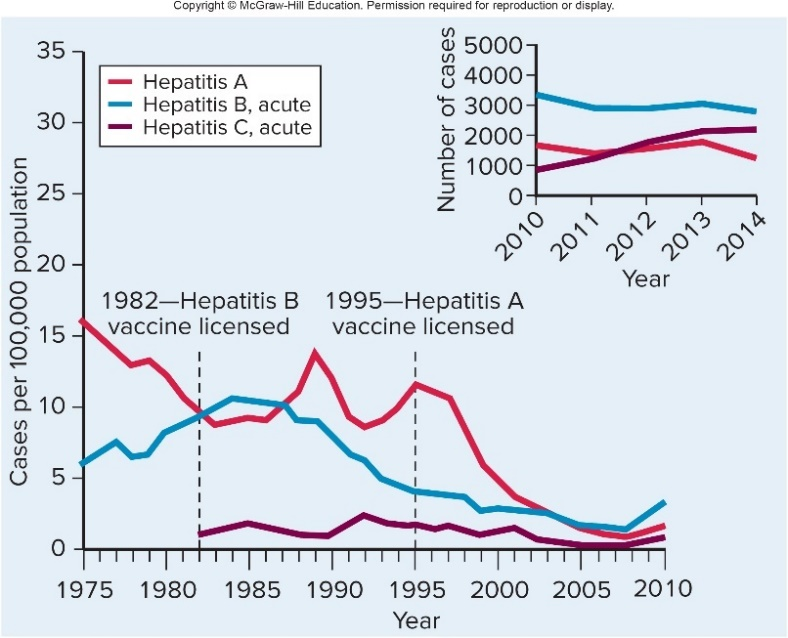 Copyright © McGraw-Hill Education. Permission required for reproduction or display.
Cases per 100,000 population
35
30
25
20
15
10
5
0
Hepatitis A
Hepatitis B, acute
Hepatitis C, acute
1982—Hepatitis B
vaccine licensed
1995—Hepatitis A
vaccine licensed
1975
1980
1985
1990
1995
2000
2005
2010
Year
Number of cases
5000
4000
3000
2000
1000
0
2010
2011
2012
2013
2014
Year